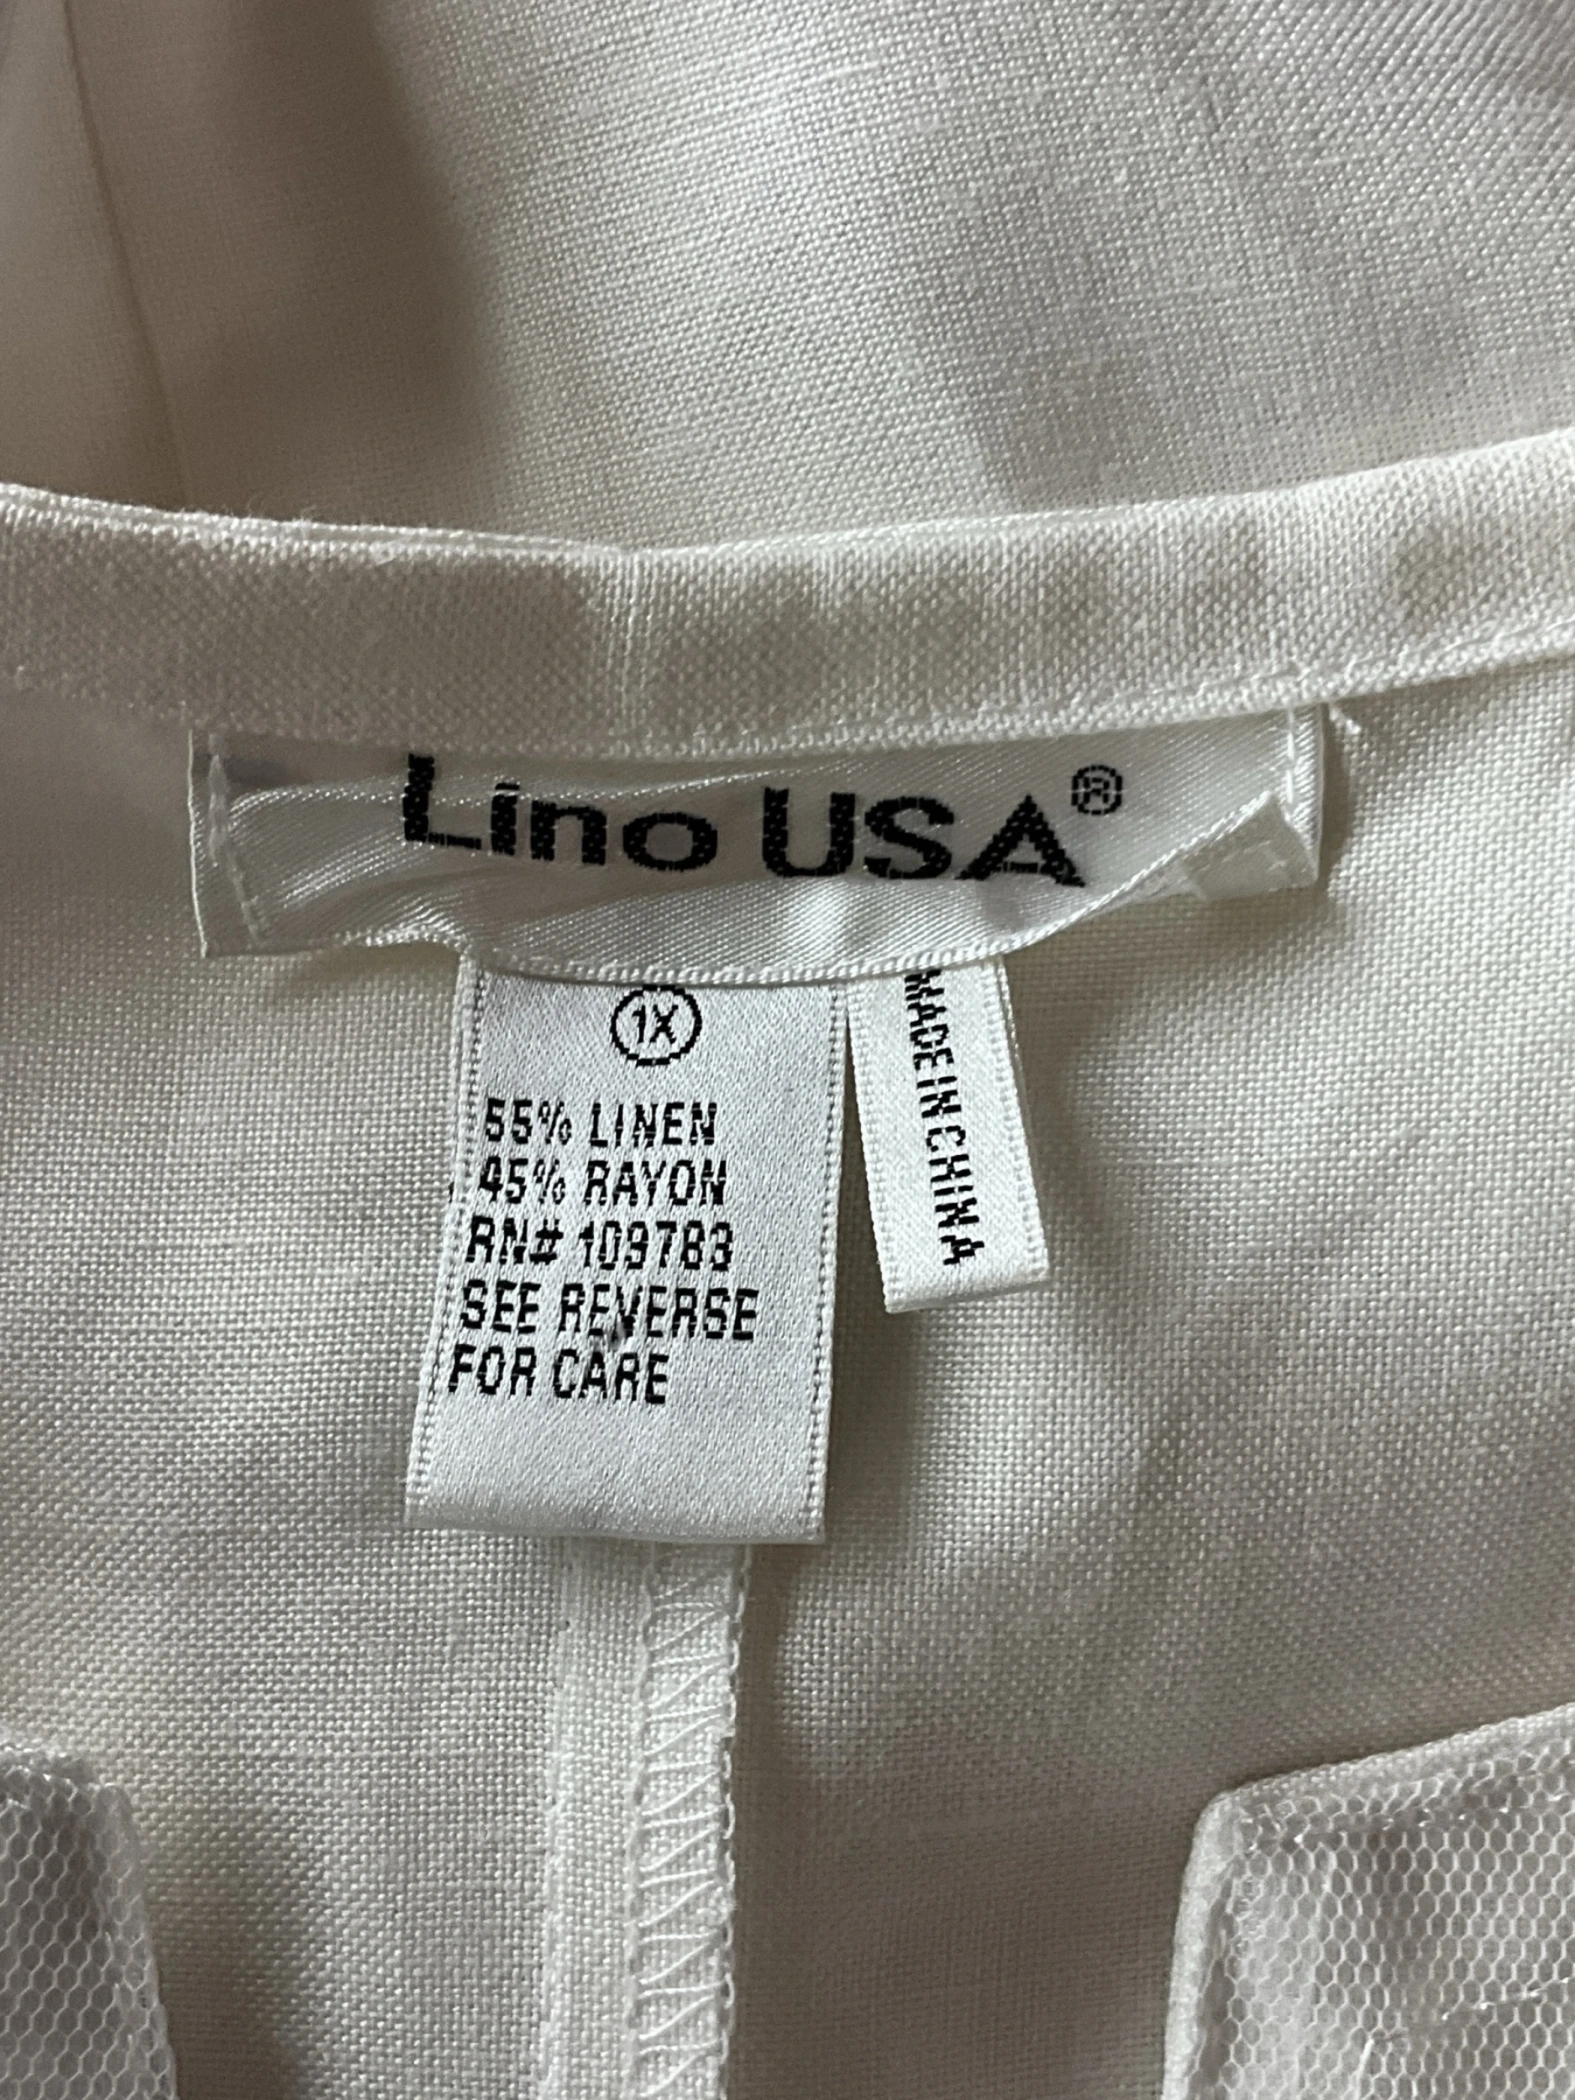 Lino USA®
1X
55% LINEN
45% RAYON
RN# 109783
SEE REVERSE
FOR CARE
MADE IN CHINA